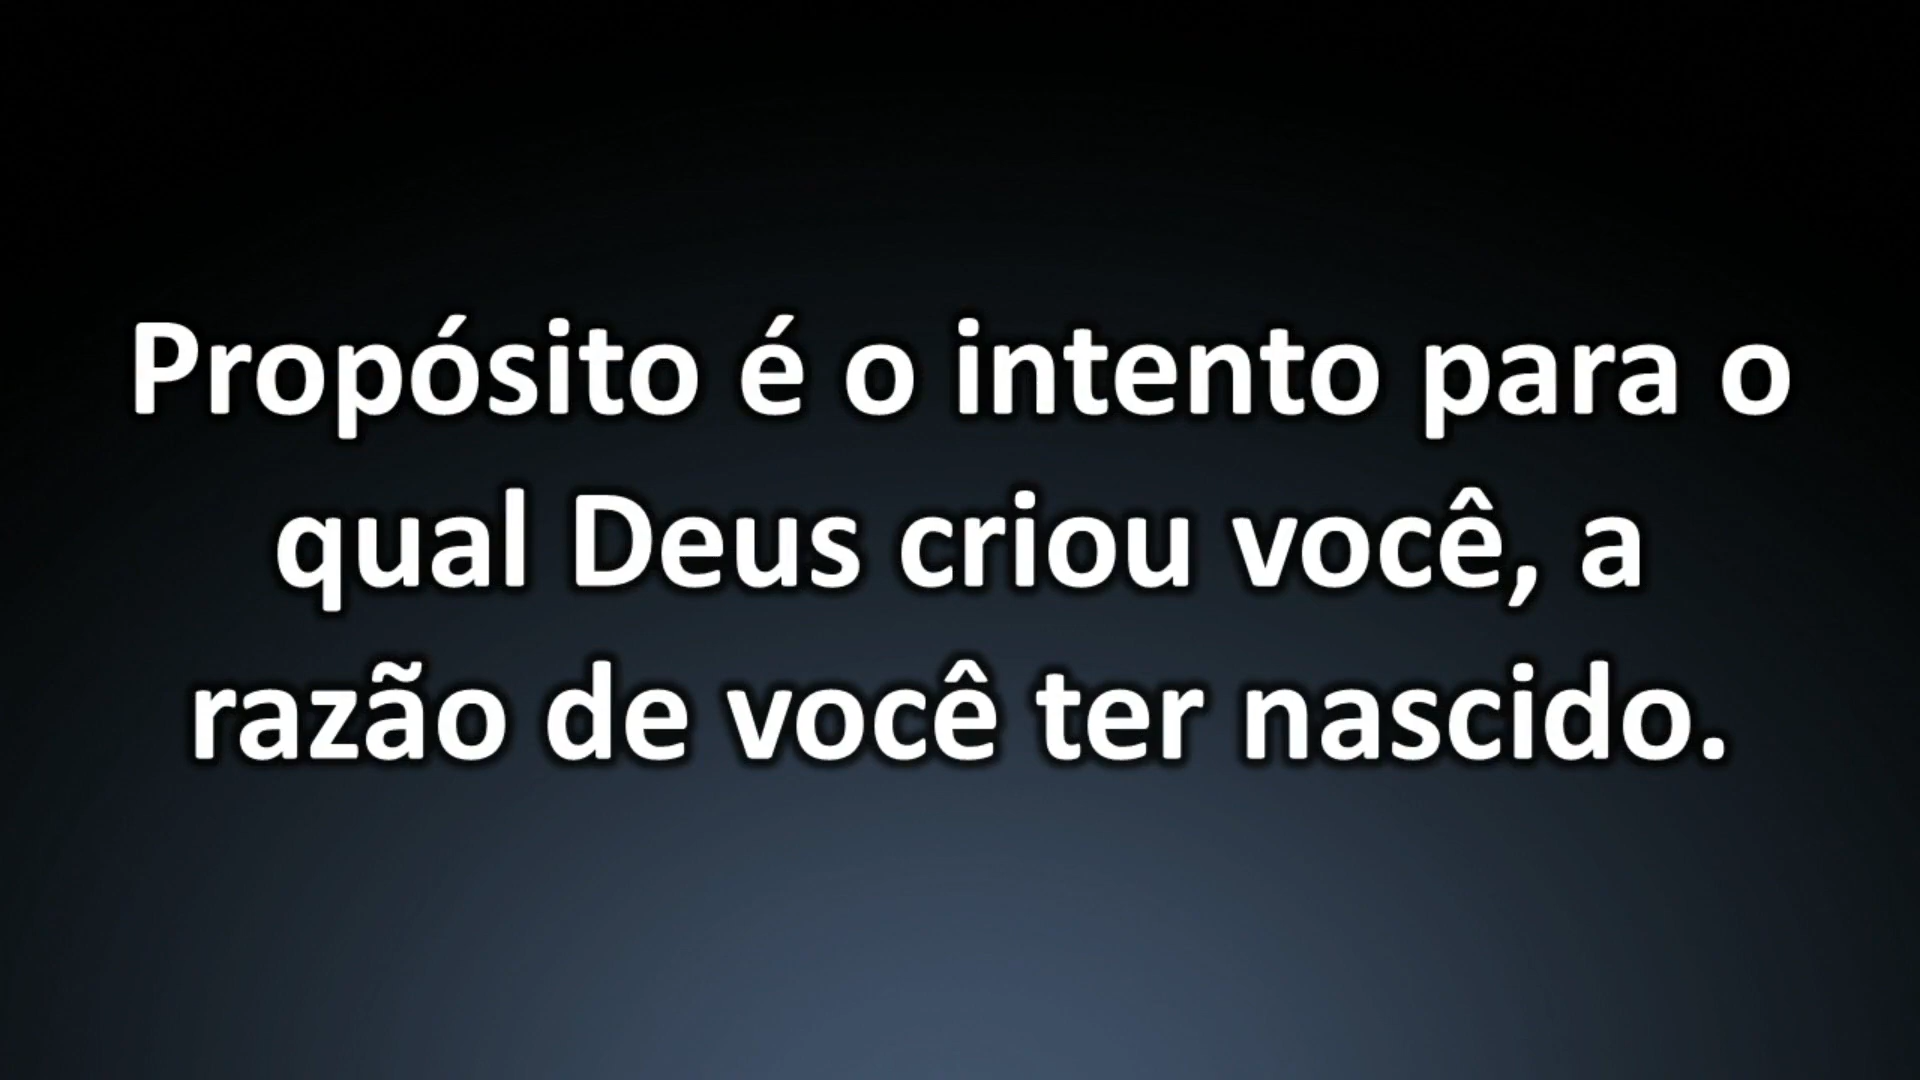 Propósito é o intento para o
qual Deus criou você, a
razão de você ter nascido.